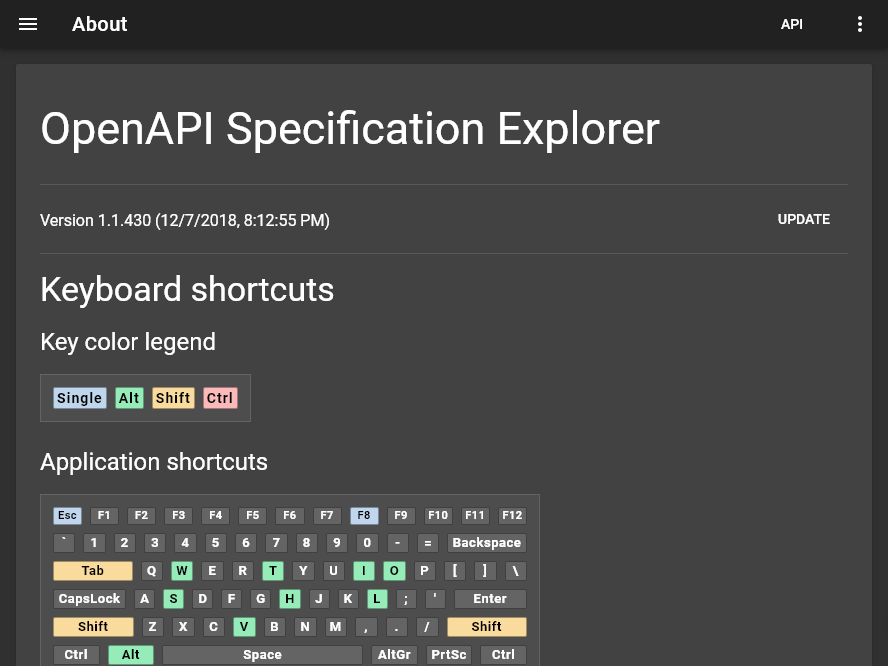 About API
OpenAPI Specification Explorer
Version 1.1.430 (12/7/2018, 8:12:55 PM) UPDATE
Keyboard shortcuts
Key color legend
Single Alt Shift Ctrl
Application shortcuts
Esc F1 F2 F3 F4 F5 F6 F7 F8 F9 F10 F11 F12
` 1 2 3 4 5 6 7 8 9 0 - = Backspace
Tab Q W E R T Y U I O P [ ] \
CapsLock A S D F G H J K L ; ' Enter
Shift Z X C V B N M , . / Shift
Ctrl Alt Space AltGr PrtSc Ctrl